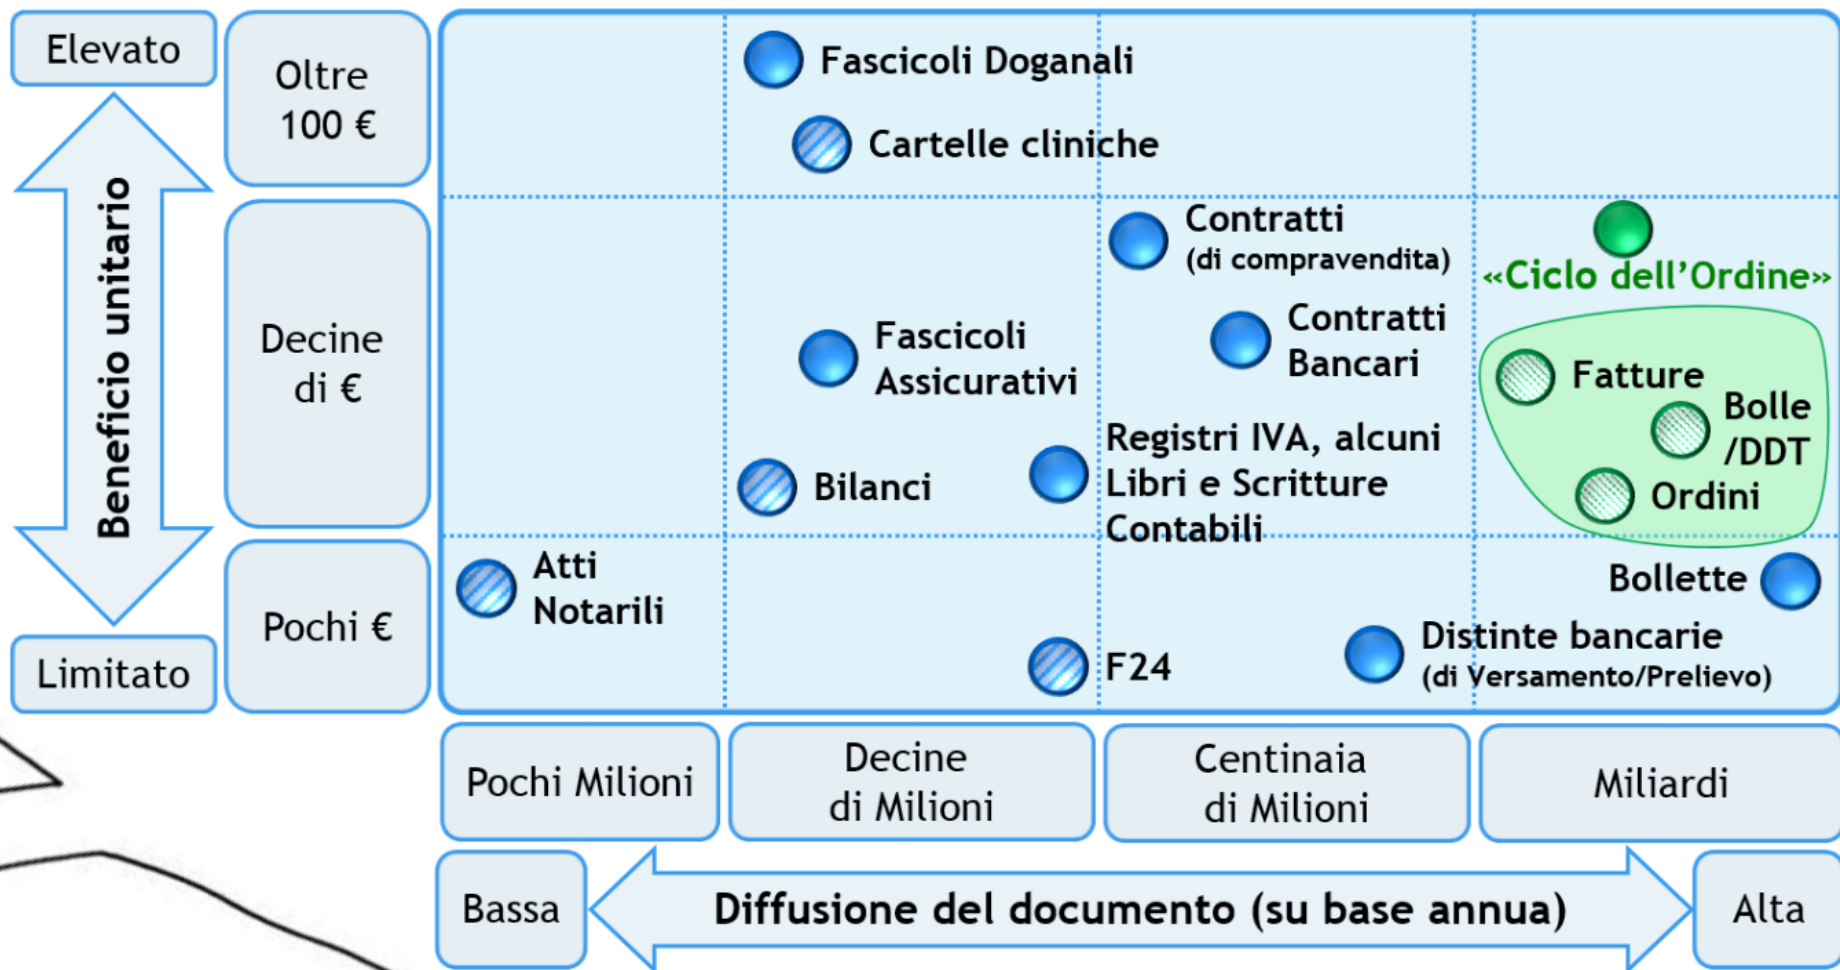 Elevato
Beneficio unitario
Limitato
Oltre
100 €
Decine
di €
Pochi €
Fascicoli Doganali
Cartelle cliniche
Contratti
(di compravendita)
«Ciclo dell’Ordine»
Contratti
Bancari
Fascicoli
Assicurativi
Fatture
Bolle
/DDT
Ordini
Registri IVA, alcuni
Libri e Scritture
Contabili
Bilanci
Atti
Notarili
Bollette
Distinte bancarie
(di Versamento/Prelievo)
F24
Pochi Milioni
Decine
di Milioni
Centinaia
di Milioni
Miliardi
Bassa
Diffusione del documento (su base annua)
Alta